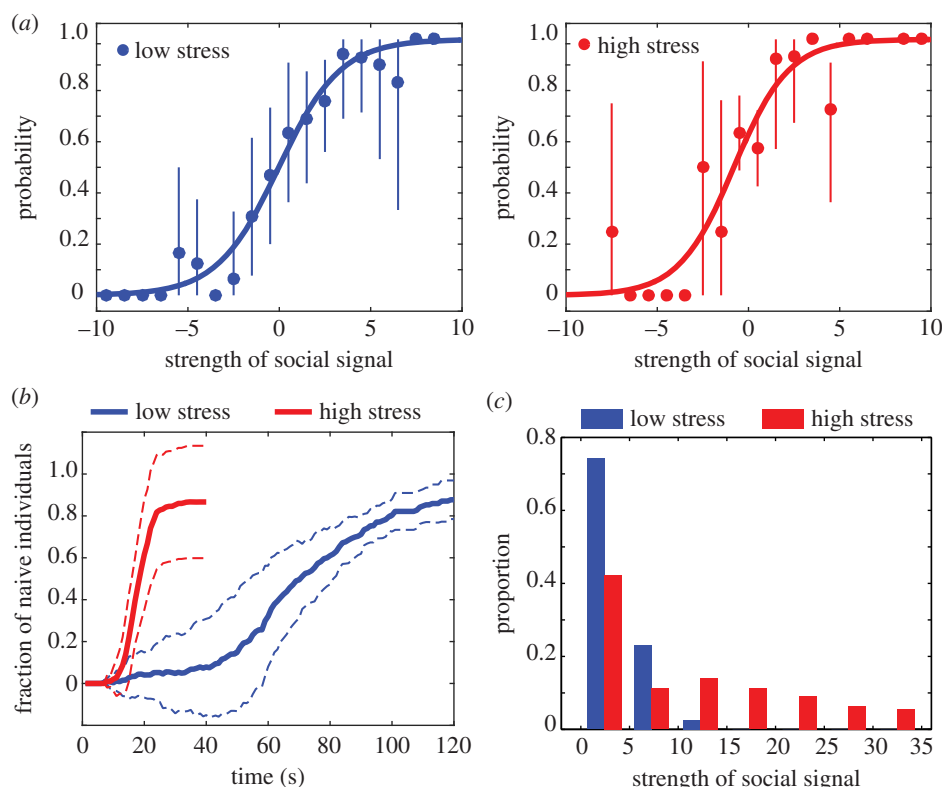 (a)
low stress
1.0
0.8
0.6
0.4
0.2
0
probability
−10
−5
0
5
10
strength of social signal
high stress
1.0
0.8
0.6
0.4
0.2
0
probability
−10
−5
0
5
10
strength of social signal
(b)
low stress
high stress
1.0
0.8
0.6
0.4
0.2
0
fraction of naive individuals
0
20
40
60
80
100
120
time (s)
(c)
low stress
high stress
0.8
0.6
0.4
0.2
0
proportion
0
5
10
15
20
25
30
35
strength of social signal